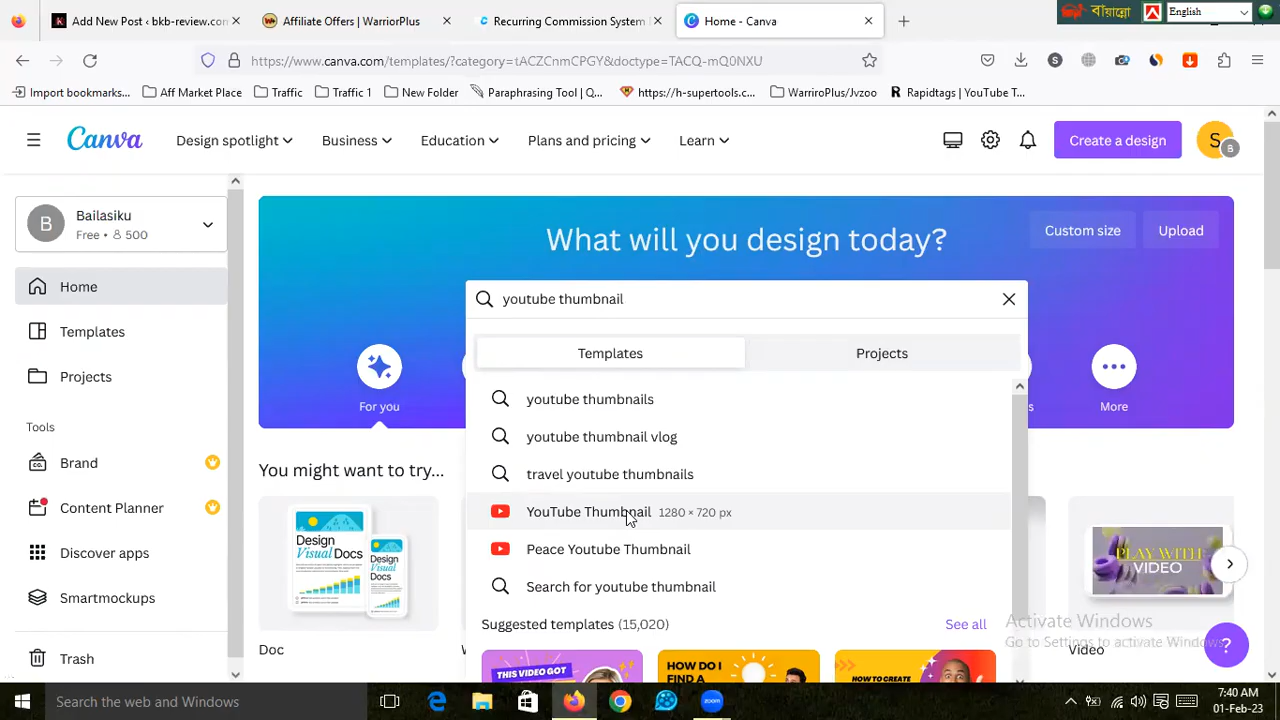 Add New Post ‹ bkb-review.com
Affiliate Offers | WarriorPlus
Recurring Commission System
Home - Canva
বায়ান্নো
English
https://www.canva.com/templates/?category=tACZCnmCPGY&doctype=TACQ-mQ0NXU
Import bookmarks...
Aff Market Place
Traffic
Traffic 1
New Folder
Paraphrasing Tool | Q...
https://h-supertools.c...
WarriroPlus/Jvzoo
Rapidtags | YouTube T...
Canva
Design spotlight
Business
Education
Plans and pricing
Learn
Create a design
S
B
B
Bailasiku
Free • 500
Home
Templates
Projects
Tools
Brand
Content Planner
Discover apps
Smartmockups
Trash
What will you design today?
Custom size
Upload
youtube thumbnail
Templates
Projects
For you
More
youtube thumbnails
youtube thumbnail vlog
travel youtube thumbnails
YouTube Thumbnail 1280 × 720 px
Peace Youtube Thumbnail
Search for youtube thumbnail
Suggested templates (15,020)
See all
THIS VIDEO GOT
HOW DO I
FIND A
HOW TO CREATE
You might want to try...
Design
Visual Docs
Design
Visual
Docs
Doc
PLAY WITH
VIDEO
Video
Activate Windows
Go to Settings to activate Windows.
Search the web and Windows
zoom
7:40 AM
01-Feb-23